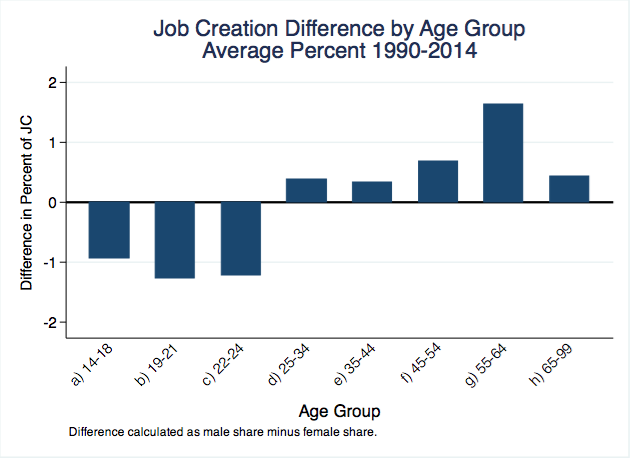 Job Creation Difference by Age Group
Average Percent 1990-2014
Difference in Percent of JC
2
1
0
-1
-2
a) 14-18
b) 19-21
c) 22-24
d) 25-34
e) 35-44
f) 45-54
g) 55-64
h) 65-99
Age Group
Difference calculated as male share minus female share.